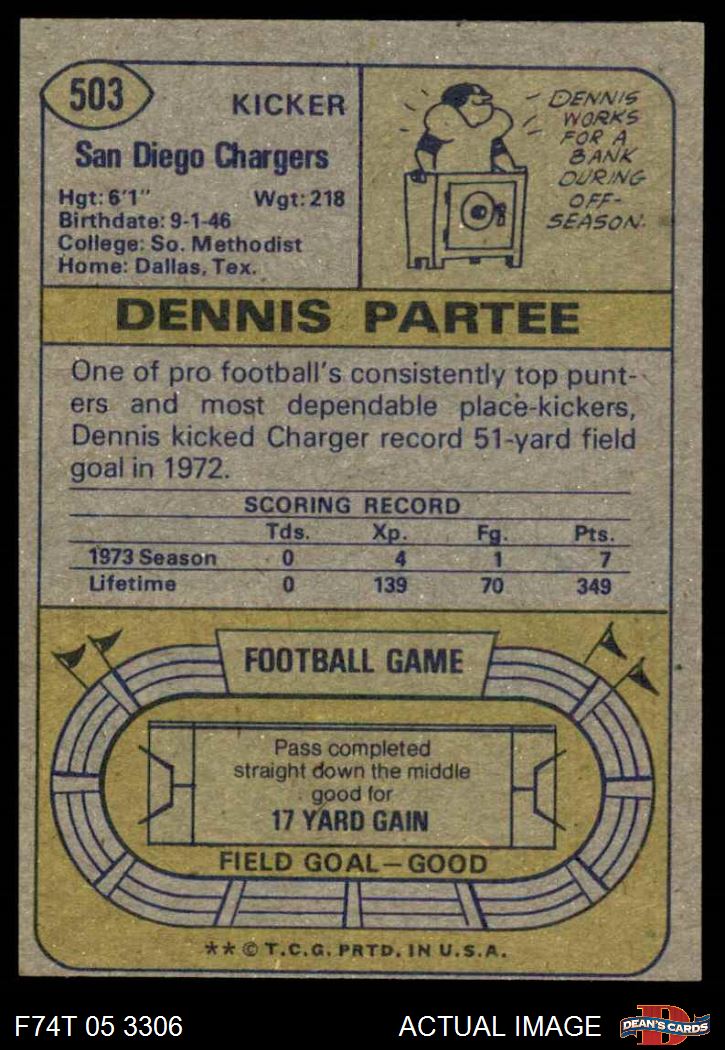 503
KICKER
San Diego Chargers
Hgt: 6'1" Wgt: 218
Birthdate: 9-1-46
College: So. Methodist
Home: Dallas, Tex.
DENNIS
WORKS
FOR A
BANK
DURING
OFF-
SEASON.
DENNIS PARTEE
One of pro football's consistently top punt-
ers and most dependable place-kickers,
Dennis kicked Charger record 51-yard field
goal in 1972.
SCORING RECORD
Tds. Xp. Fg. Pts.
1973 Season 0 4 1 7
Lifetime 0 139 70 349
FOOTBALL GAME
Pass completed
straight down the middle
good for
17 YARD GAIN
FIELD GOAL—GOOD
** © T.C.G. PRTD. IN U.S.A.
F74T 05 3306 ACTUAL IMAGE
D
DEAN'S CARDS